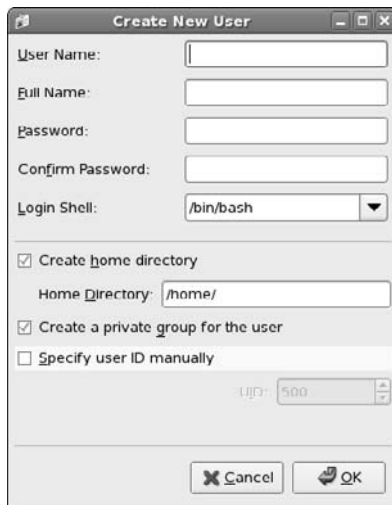 Create New User
User Name:
Full Name:
Password:
Confirm Password:
Login Shell: /bin/bash
Create home directory
Home Directory: /home/
Create a private group for the user
Specify user ID manually
UID: 500
Cancel OK